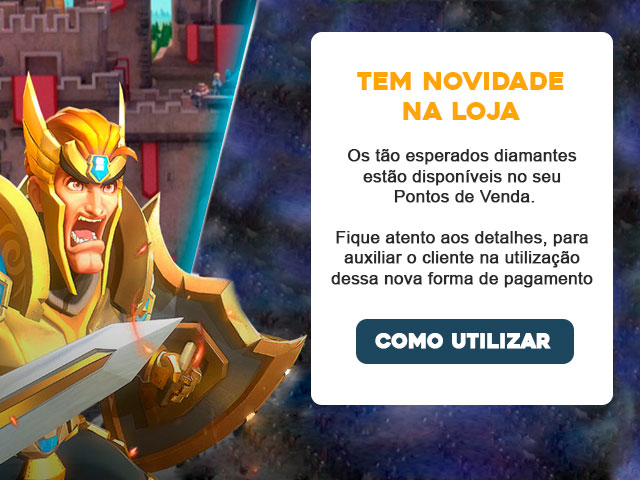 TEM NOVIDADE
NA LOJA
Os tão esperados diamantes
estão disponíveis no seu
Pontos de Venda.
Fique atento aos detalhes, para
auxiliar o cliente na utilização
dessa nova forma de pagamento
COMO UTILIZAR